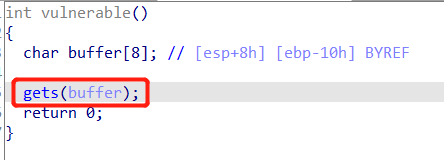 int vulnerable()
{
char buffer[8]; // [esp+8h] [ebp-10h] BYREF
gets(buffer);
return 0;
}